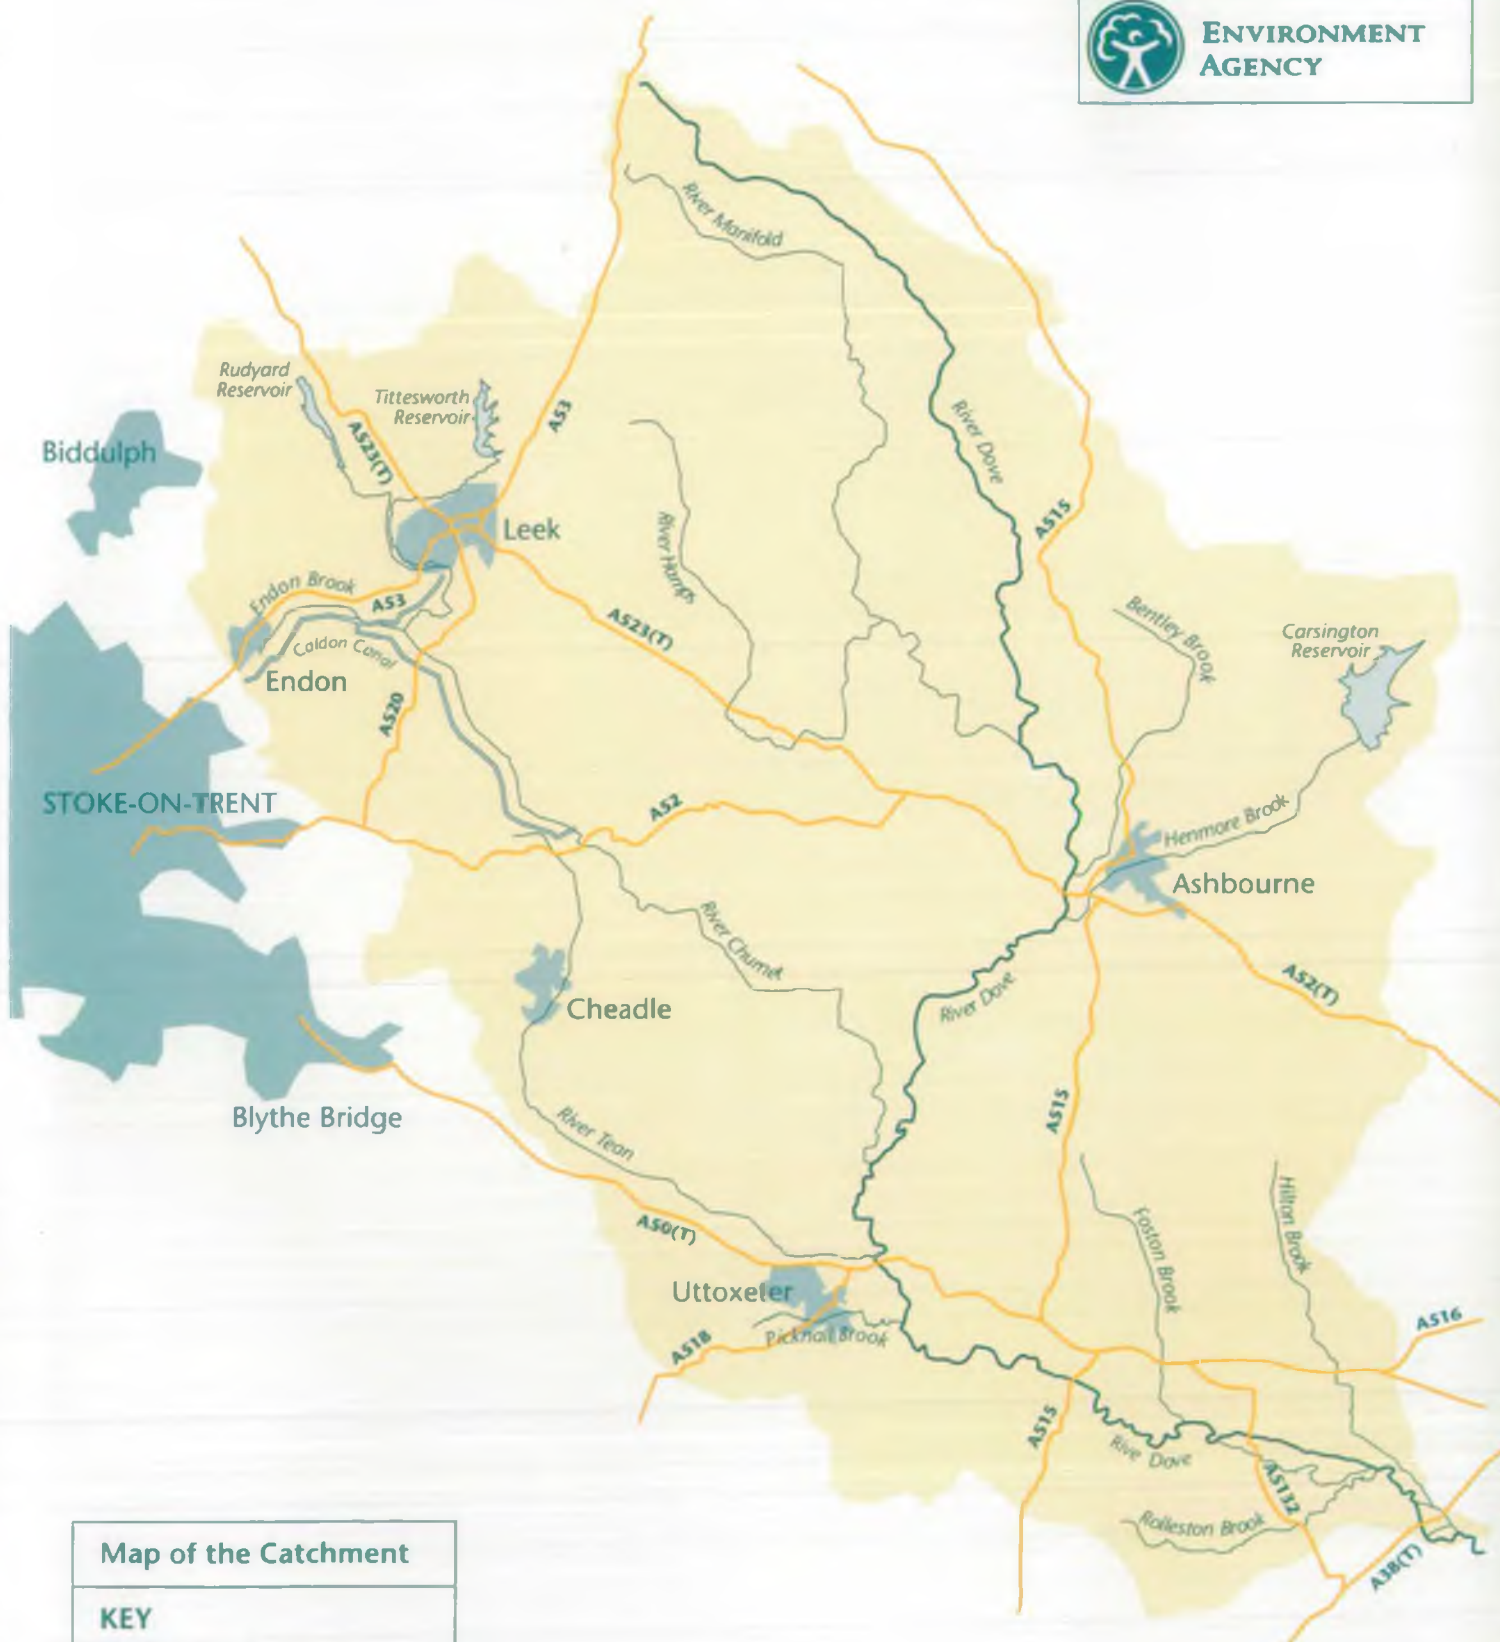 ENVIRONMENT
AGENCY
River Manifold
Rudyard
Reservoir
Tittesworth
Reservoir
A53
A523(T)
River Dove
Biddulph
Leek
A515
River Hamps
Endon Brook
A53
A523(T)
Bentley Brook
Carsington
Reservoir
Caldon Canal
Endon
A520
STOKE-ON-TRENT
A52
Henmore Brook
Ashbourne
River Churnet
A52(T)
River Dove
Cheadle
Blythe Bridge
A515
River Tean
Foston Brook
Hilton Brook
A50(T)
Uttoxeter
A516
Picknall Brook
A518
A515
Rive Dove
A5132
Rolleston Brook
A38(T)
Map of the Catchment
KEY